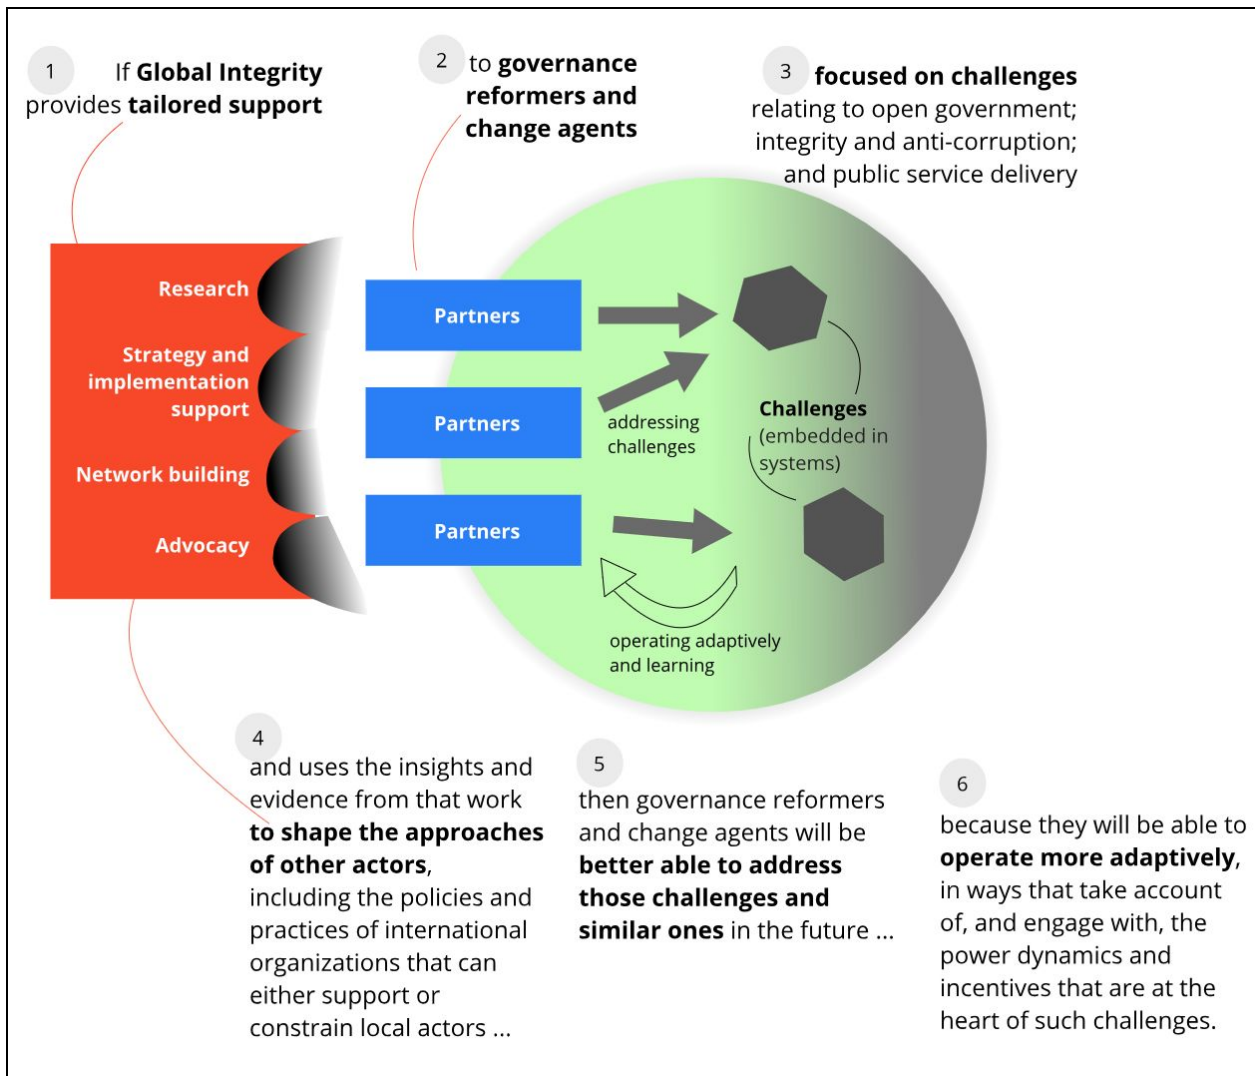 1
If Global Integrity
provides tailored support
2
to governance
reformers and
change agents
3
focused on challenges
relating to open government;
integrity and anti-corruption;
and public service delivery
Research
Strategy and
implementation
support
Network building
Advocacy
Partners
Partners
Partners
addressing
challenges
Challenges
(embedded in
systems)
operating adaptively
and learning
4
and uses the insights and
evidence from that work
to shape the approaches
of other actors,
including the policies and
practices of international
organizations that can
either support or
constrain local actors ...
5
then governance reformers
and change agents will be
better able to address
those challenges and
similar ones in the future ...
6
because they will be able to
operate more adaptively,
in ways that take account
of, and engage with, the
power dynamics and
incentives that are at the
heart of such challenges.